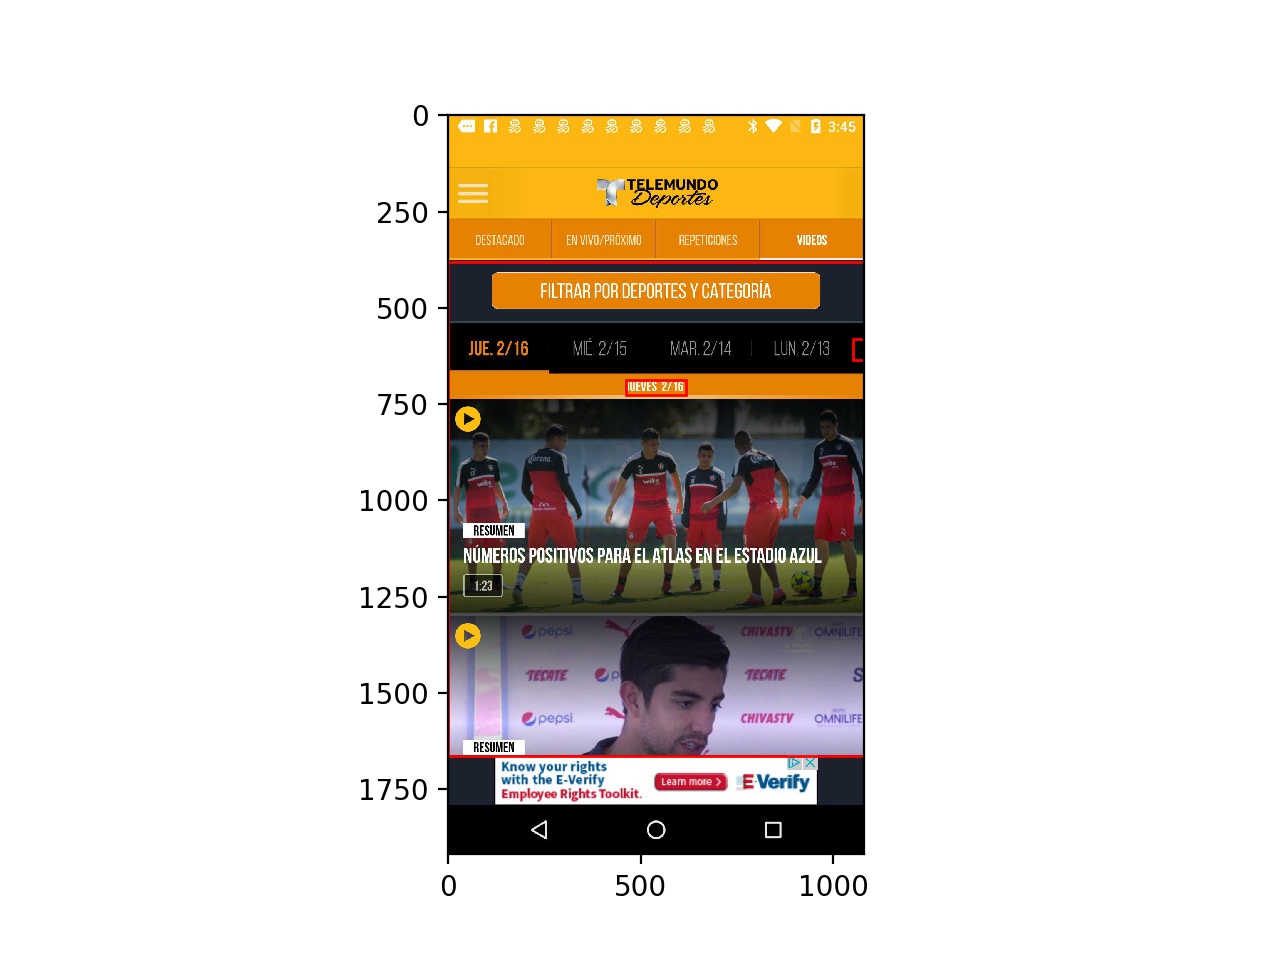 0
250
500
750
1000
1250
1500
1750
0 500 1000
3:45
TELEMUNDO
Deportes
DESTACADO EN VIVO/PRÓXIMO REPETICIONES VIDEOS
FILTRAR POR DEPORTES Y CATEGORÍA
JUE. 2/16 MIÉ. 2/15 MAR. 2/14 LUN. 2/13
JUEVES 2/16
RESUMEN
NÚMEROS POSITIVOS PARA EL ATLAS EN EL ESTADIO AZUL
1:23
pepsi CHIVASTV OMNILIFE
TECATE TECATE
pepsi CHIVASTV OMNILIFE
RESUMEN
Know your rights
with the E-Verify
Employee Rights Toolkit.
Learn more >
E-Verify